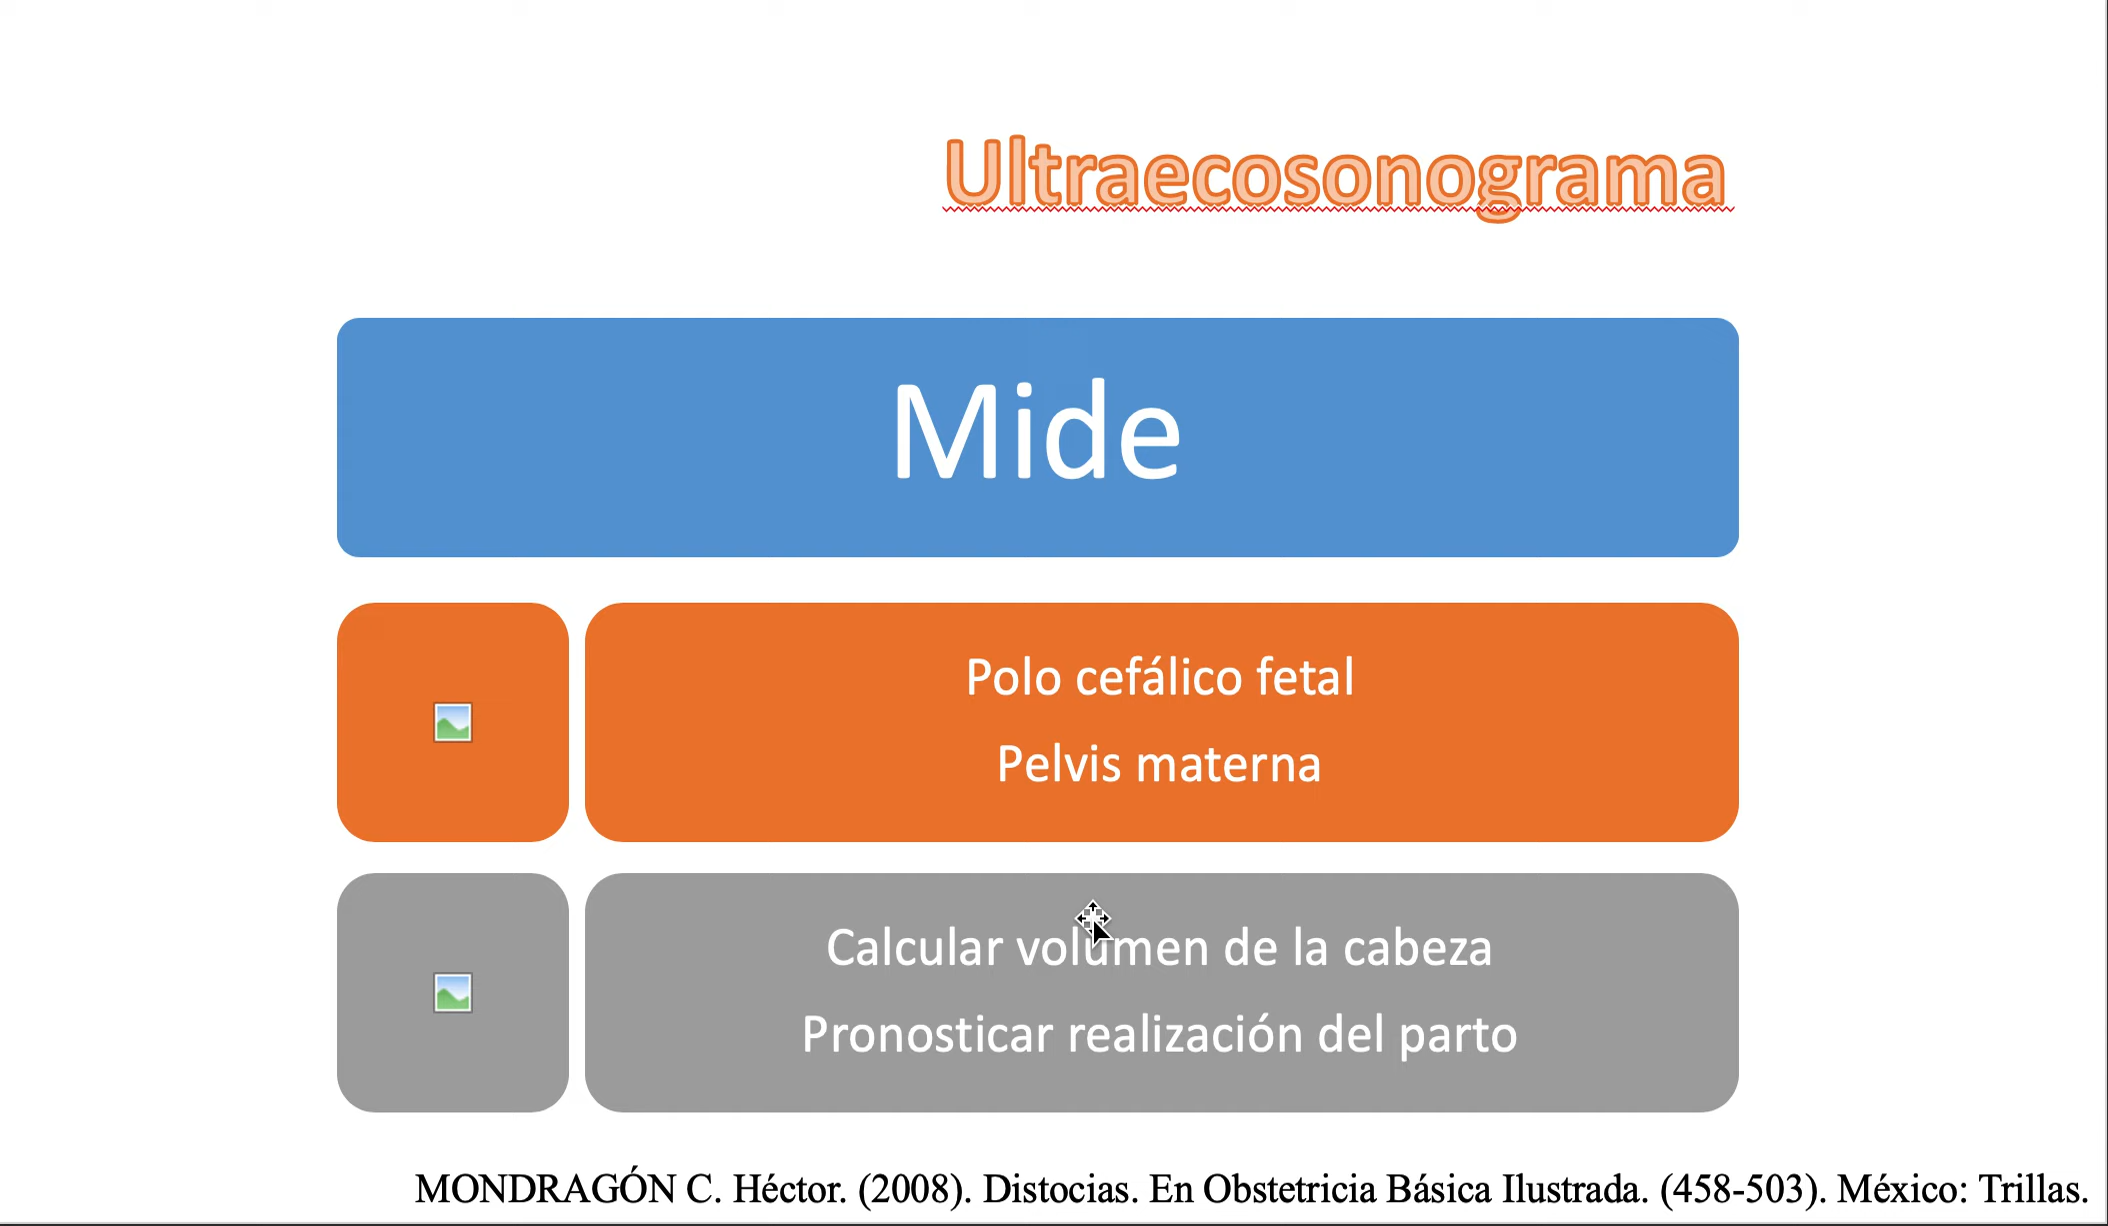 Ultraecosonograma
Mide
Polo cefálico fetal
Pelvis materna
Calcular volumen de la cabeza
Pronosticar realización del parto
MONDRAGÓN C. Héctor. (2008). Distocias. En Obstetricia Básica Ilustrada. (458-503). México: Trillas.